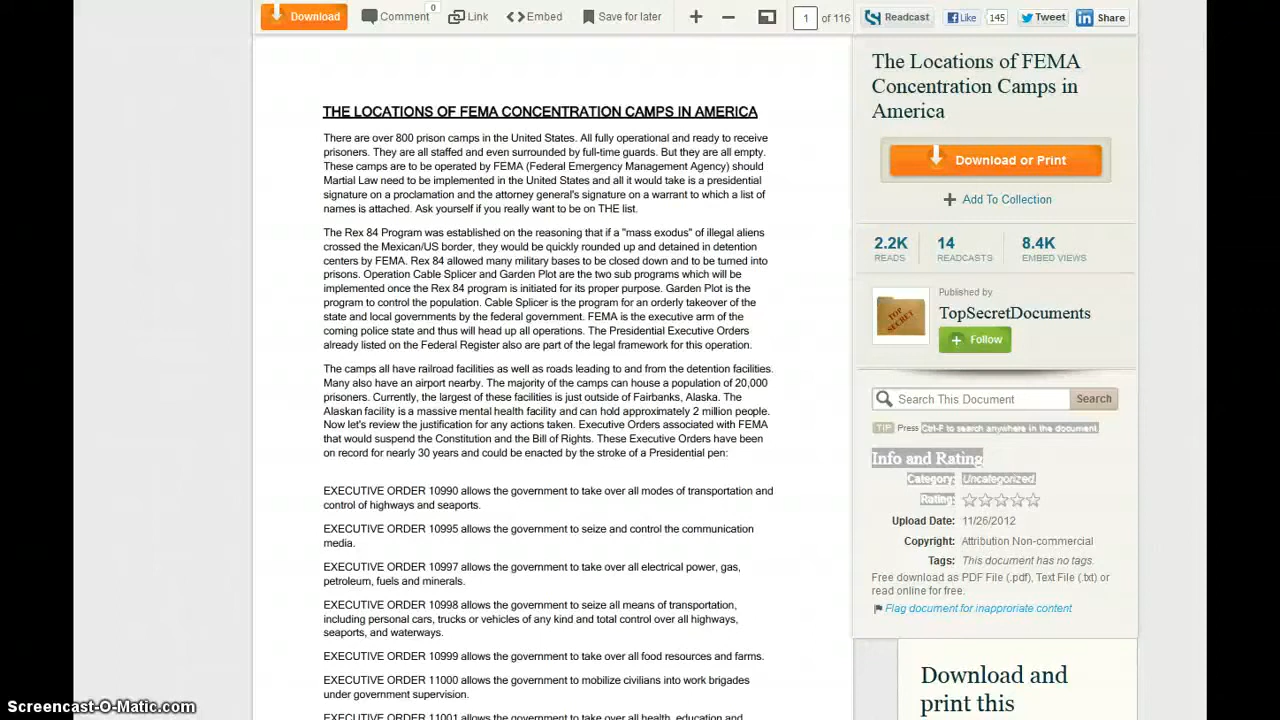 Download
Comment
0
Link
Embed
Save for later
1
of 116
Readcast
Like
145
Tweet
Share
THE LOCATIONS OF FEMA CONCENTRATION CAMPS IN AMERICA
There are over 800 prison camps in the United States. All fully operational and ready to receive
prisoners. They are all staffed and even surrounded by full-time guards. But they are all empty.
These camps are to be operated by FEMA (Federal Emergency Management Agency) should
Martial Law need to be implemented in the United States and all it would take is a presidential
signature on a proclamation and the attorney general's signature on a warrant to which a list of
names is attached. Ask yourself if you really want to be on THE list.
The Rex 84 Program was established on the reasoning that if a "mass exodus" of illegal aliens
crossed the Mexican/US border, they would be quickly rounded up and detained in detention
centers by FEMA. Rex 84 allowed many military bases to be closed down and to be turned into
prisons. Operation Cable Splicer and Garden Plot are the two sub programs which will be
implemented once the Rex 84 program is initiated for its proper purpose. Garden Plot is the
program to control the population. Cable Splicer is the program for an orderly takeover of the
state and local governments by the federal government. FEMA is the executive arm of the
coming police state and thus will head up all operations. The Presidential Executive Orders
already listed on the Federal Register also are part of the legal framework for this operation.
The camps all have railroad facilities as well as roads leading to and from the detention facilities.
Many also have an airport nearby. The majority of the camps can house a population of 20,000
prisoners. Currently, the largest of these facilities is just outside of Fairbanks, Alaska. The
Alaskan facility is a massive mental health facility and can hold approximately 2 million people.
Now let's review the justification for any actions taken. Executive Orders associated with FEMA
that would suspend the Constitution and the Bill of Rights. These Executive Orders have been
on record for nearly 30 years and could be enacted by the stroke of a Presidential pen:
EXECUTIVE ORDER 10990 allows the government to take over all modes of transportation and
control of highways and seaports.
EXECUTIVE ORDER 10995 allows the government to seize and control the communication
media.
EXECUTIVE ORDER 10997 allows the government to take over all electrical power, gas,
petroleum, fuels and minerals.
EXECUTIVE ORDER 10998 allows the government to seize all means of transportation,
including personal cars, trucks or vehicles of any kind and total control over all highways,
seaports, and waterways.
EXECUTIVE ORDER 10999 allows the government to take over all food resources and farms.
EXECUTIVE ORDER 11000 allows the government to mobilize civilians into work brigades
under government supervision.
EXECUTIVE ORDER 11001 allows the government to take over all health, education and
The Locations of FEMA
Concentration Camps in
America
Download or Print
Add To Collection
2.2K
READS
14
READCASTS
8.4K
EMBED VIEWS
TOP SECRET
Published by
TopSecretDocuments
Follow
Search This Document
Search
TIP Press Ctrl-F to search anywhere in the document
Info and Rating
Category: Uncategorized
Rating:
Upload Date: 11/26/2012
Copyright: Attribution Non-commercial
Tags: This document has no tags.
Free download as PDF File (.pdf), Text File (.txt) or
read online for free.
Flag document for inapproriate content
Download and
print this
Screencast-O-Matic.com